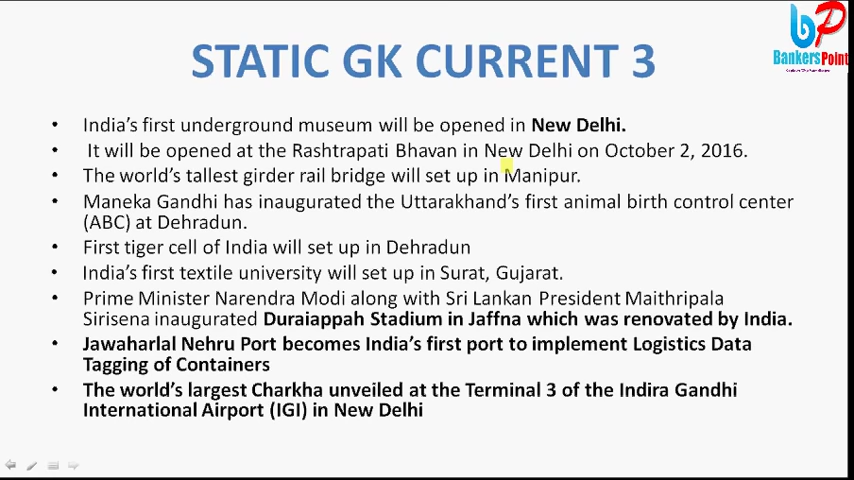 bP
BankersPoint
STATIC GK CURRENT 3
• India's first underground museum will be opened in New Delhi.
• It will be opened at the Rashtrapati Bhavan in New Delhi on October 2, 2016.
• The world's tallest girder rail bridge will set up in Manipur.
• Maneka Gandhi has inaugurated the Uttarakhand's first animal birth control center
(ABC) at Dehradun.
• First tiger cell of India will set up in Dehradun
• India's first textile university will set up in Surat, Gujarat.
• Prime Minister Narendra Modi along with Sri Lankan President Maithripala
Sirisena inaugurated Duraiappah Stadium in Jaffna which was renovated by India.
• Jawaharlal Nehru Port becomes India's first port to implement Logistics Data
Tagging of Containers
• The world's largest Charkha unveiled at the Terminal 3 of the Indira Gandhi
International Airport (IGI) in New Delhi